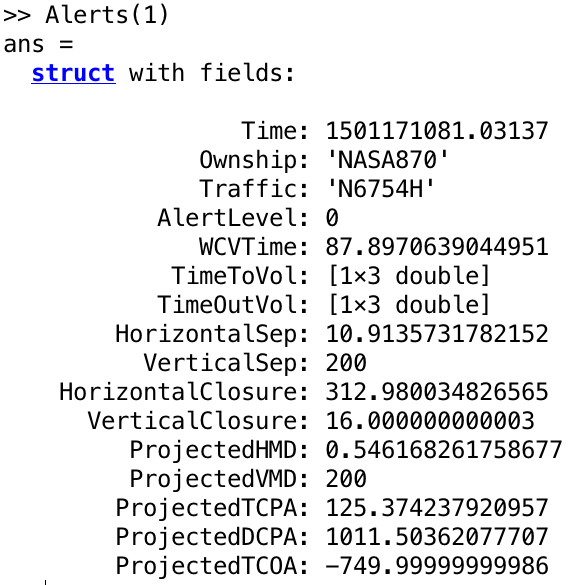 >> Alerts(1)
ans =
struct with fields:
Time: 1501171081.03137
Ownship: 'NASA870'
Traffic: 'N6754H'
AlertLevel: 0
WCVTime: 87.8970639044951
TimeToVol: [1×3 double]
TimeOutVol: [1×3 double]
HorizontalSep: 10.9135731782152
VerticalSep: 200
HorizontalClosure: 312.980034826565
VerticalClosure: 16.000000000003
ProjectedHMD: 0.546168261758677
ProjectedVMD: 200
ProjectedTCPA: 125.374237920957
ProjectedDCPA: 1011.50362077707
ProjectedTCOA: -749.99999999986